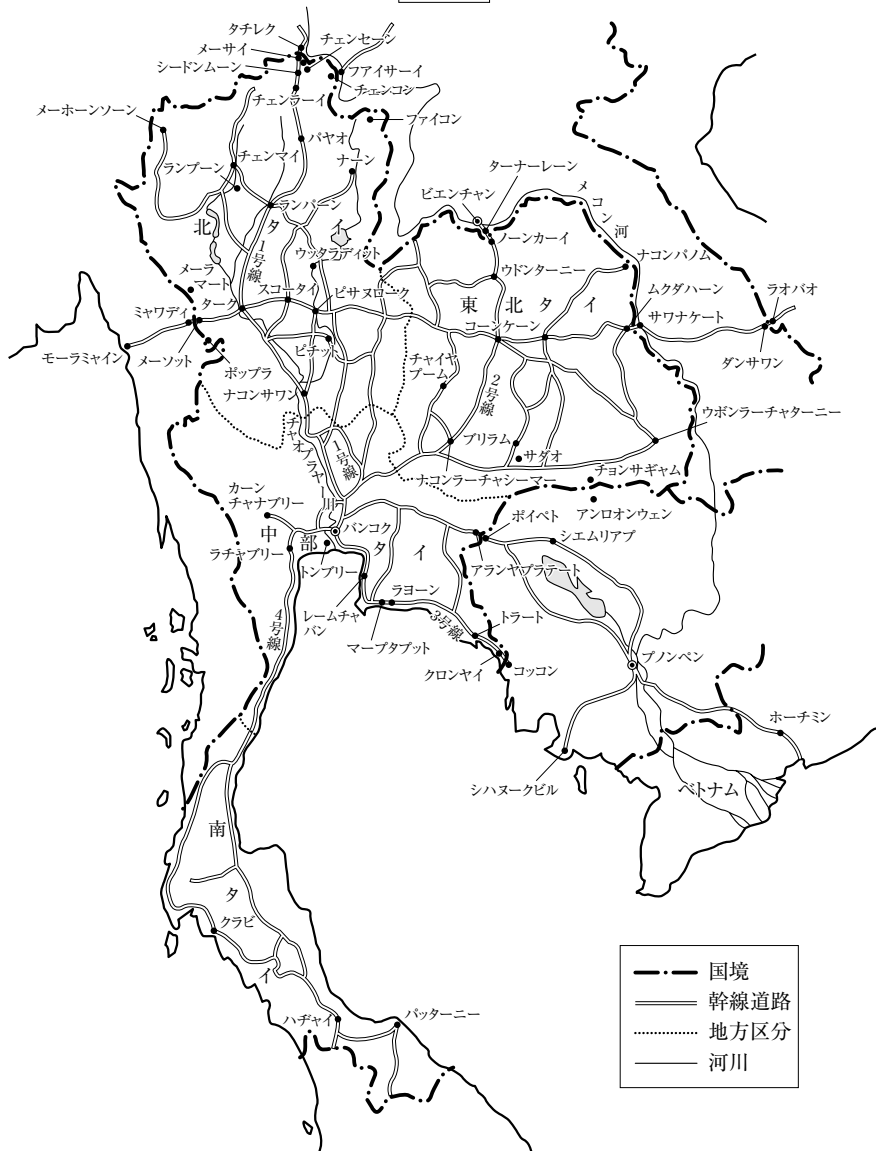 タチレク
メーサイ
チェンセーン
シードンムーン
ファイサーイ
チェンコン
チェンラーイ
メーホーンソーン
ファイコン
パヤオ
ターナーレーン
チェンマイ
ナーン
ランプーン
ビエンチャン
メコン河
ランパーン
北タイ
1号線
ノーンカーイ
ウッタラディット
ナコンパノム
メーラ
マート
ウドンターニー
スコータイ
ピサヌローク
東北タイ
ムクダハーン
ラオバオ
ミャワディ
ターク
サワナケート
コーンケーン
モーラミャイン
メーソット
ピチット
チャイヤ
プーム
ダンサワン
ポップラ
2号線
ナコンサワン
ウボンラーチャターニー
チャオプラヤー川
1号線
ブリラム
サダオ
ナコンラーチャシーマー
チョンサギャム
カーン
チャナブリー
アンロオンウェン
ポイペト
中部タイ
バンコク
シエムリアプ
ラチャブリー
トンブリー
アランヤプラテート
ラヨーン
レームチャ
バン
トラート
4号線
3号線
マープタプット
プノンペン
クロンヤイ
コッコン
ホーチミン
シハヌークビル
ベトナム
南タイ
クラビ
ハヂャイ
パッターニー
国境
幹線道路
地方区分
河川